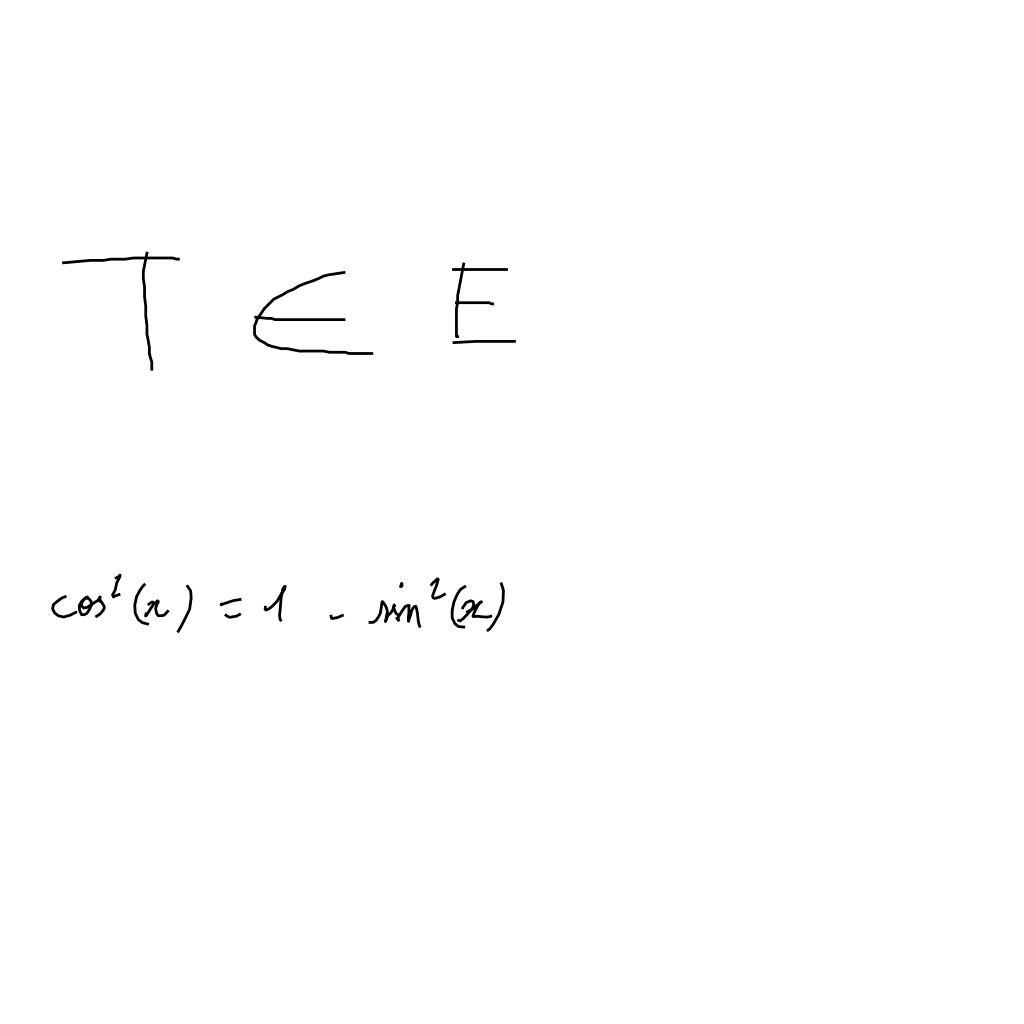 T ∈ E
cos²(x) = 1 - sin²(x)